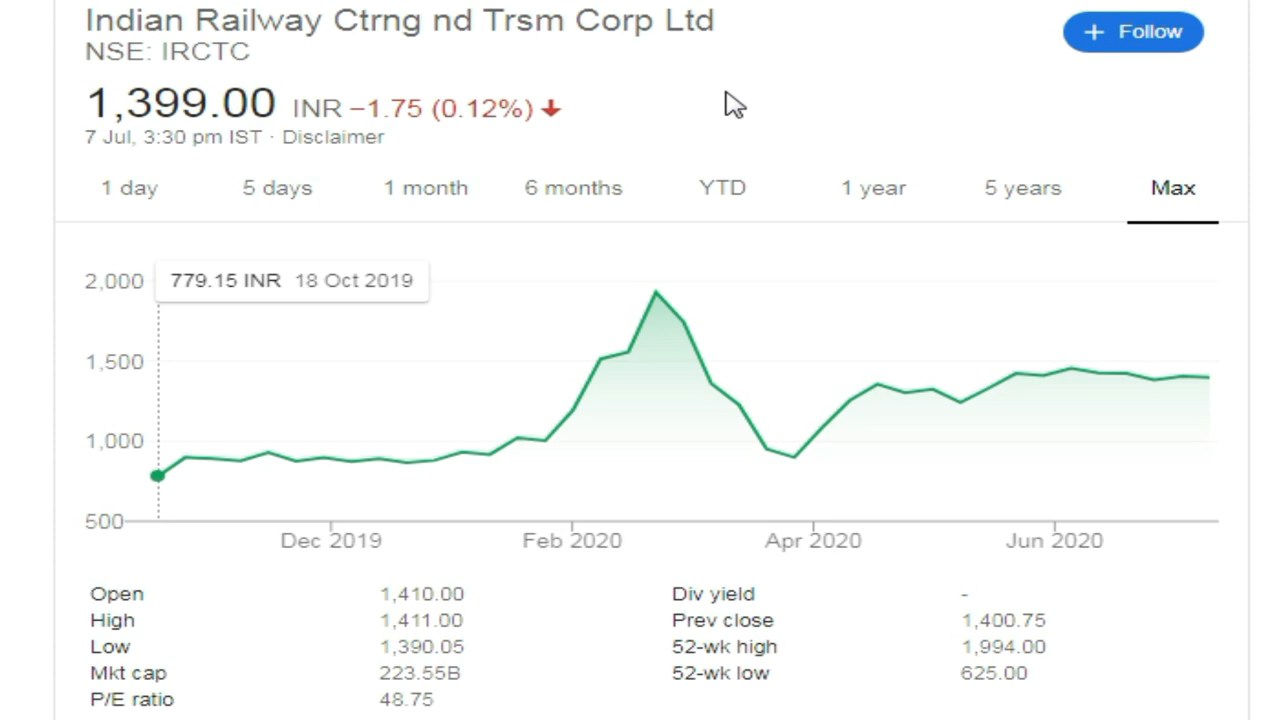 Indian Railway Ctrng nd Trsm Corp Ltd
+ Follow
NSE: IRCTC
1,399.00 INR −1.75 (0.12%)
7 Jul, 3:30 pm IST · Disclaimer
1 day 5 days 1 month 6 months YTD 1 year 5 years Max
779.15 INR 18 Oct 2019
2,000
1,500
1,000
500
Dec 2019 Feb 2020 Apr 2020 Jun 2020
Open 1,410.00 Div yield -
High 1,411.00 Prev close 1,400.75
Low 1,390.05 52-wk high 1,994.00
Mkt cap 223.55B 52-wk low 625.00
P/E ratio 48.75